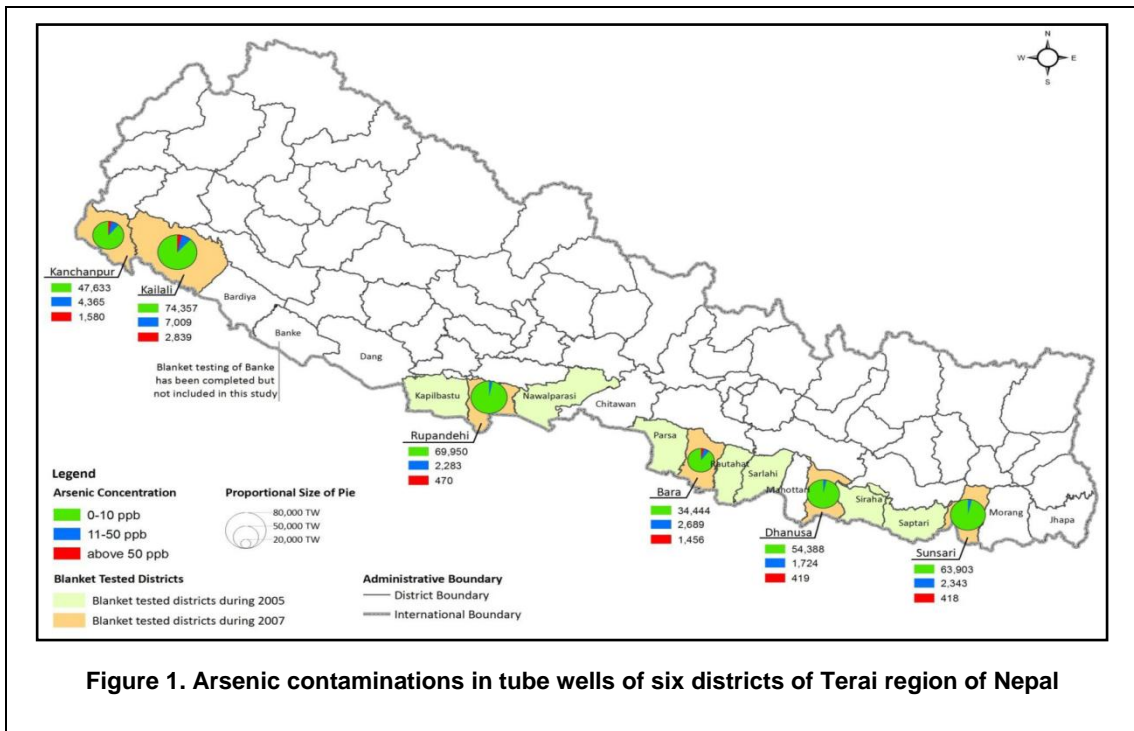 N
W
E
S
Kanchanpur
47,633
4,365
1,580
Kailali
74,357
7,009
2,839
Bardiya
Banke
Dang
Blanket testing of Banke
has been completed but
not included in this study
Kapilbastu
Nawalparasi
Chitawan
Rupandehi
69,950
2,283
470
Parsa
Rautahat
Sarlahi
Mahottari
Bara
34,444
2,689
1,456
Siraha
Saptari
Dhanusa
54,388
1,724
419
Morang
Jhapa
Sunsari
63,903
2,343
418
Legend
Arsenic Concentration
0-10 ppb
11-50 ppb
above 50 ppb
Proportional Size of Pie
80,000 TW
50,000 TW
20,000 TW
Blanket Tested Districts
Blanket tested districts during 2005
Blanket tested districts during 2007
Administrative Boundary
District Boundary
International Boundary
Figure 1. Arsenic contaminations in tube wells of six districts of Terai region of Nepal